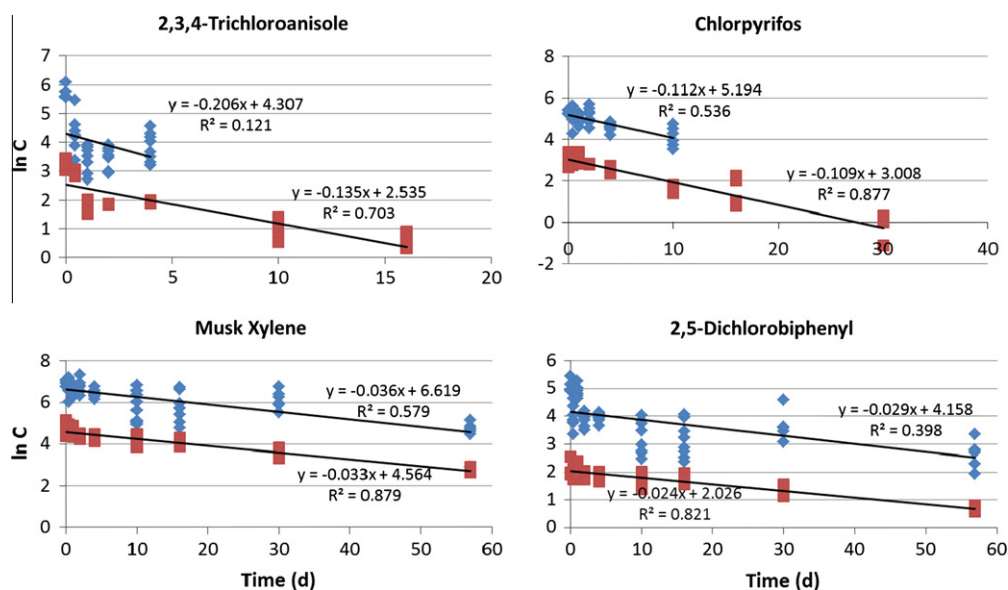 2,3,4-Trichloroanisole
7
6
5
4
3
2
1
0
ln C
y = -0.206x + 4.307
R² = 0.121
y = -0.135x + 2.535
R² = 0.703
0 5 10 15 20
Chlorpyrifos
8
6
4
2
0
-2
y = -0.112x + 5.194
R² = 0.536
y = -0.109x + 3.008
R² = 0.877
0 10 20 30 40
Musk Xylene
8
6
4
2
0
ln C
y = -0.036x + 6.619
R² = 0.579
y = -0.033x + 4.564
R² = 0.879
0 10 20 30 40 50 60
Time (d)
2,5-Dichlorobiphenyl
6
5
4
3
2
1
0
y = -0.029x + 4.158
R² = 0.398
y = -0.024x + 2.026
R² = 0.821
0 10 20 30 40 50 60
Time (d)